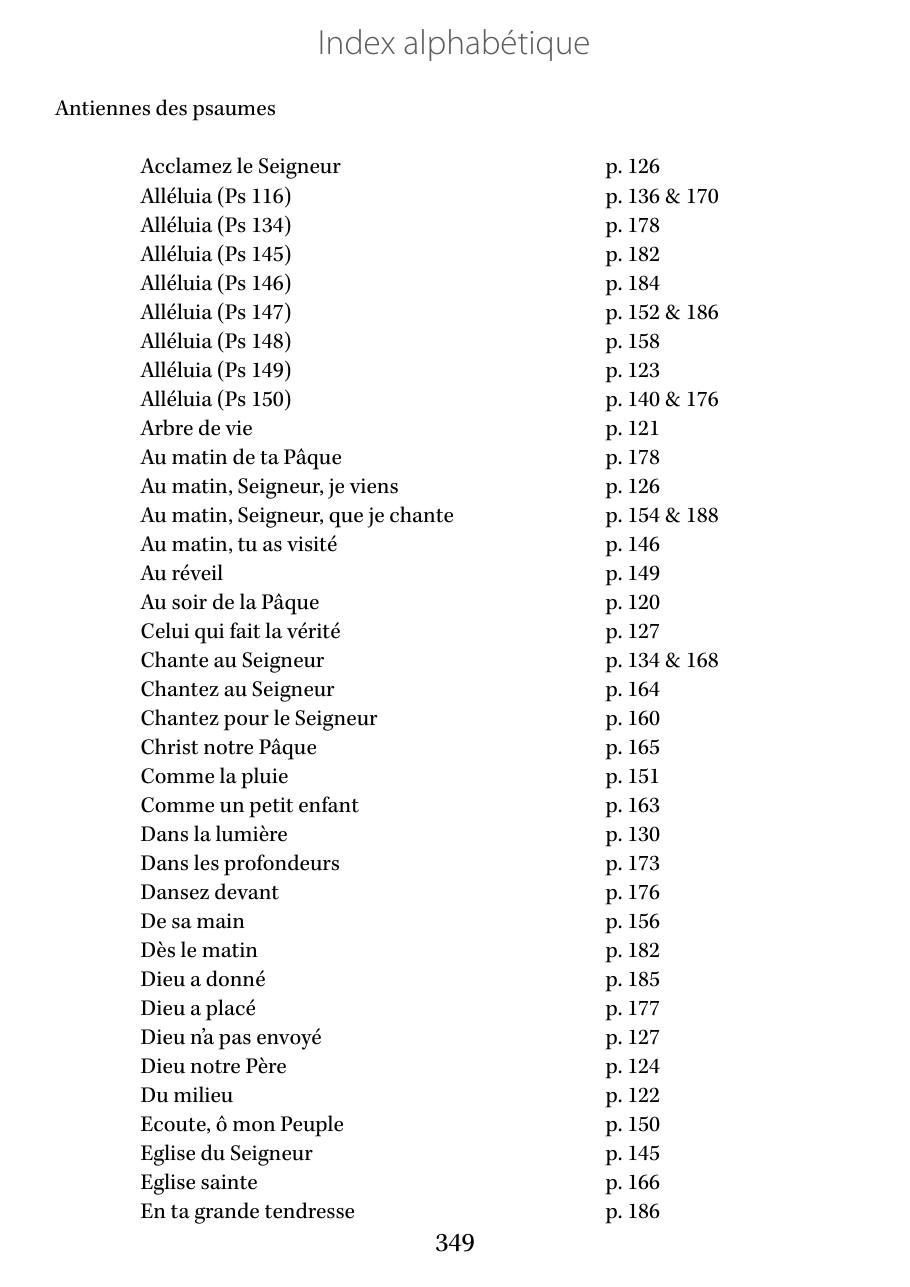 Index alphabétique
Antiennes des psaumes
Acclamez le Seigneur p. 126
Alléluia (Ps 116) p. 136 & 170
Alléluia (Ps 134) p. 178
Alléluia (Ps 145) p. 182
Alléluia (Ps 146) p. 184
Alléluia (Ps 147) p. 152 & 186
Alléluia (Ps 148) p. 158
Alléluia (Ps 149) p. 123
Alléluia (Ps 150) p. 140 & 176
Arbre de vie p. 121
Au matin de ta Pâque p. 178
Au matin, Seigneur, je viens p. 126
Au matin, Seigneur, que je chante p. 154 & 188
Au matin, tu as visité p. 146
Au réveil p. 149
Au soir de la Pâque p. 120
Celui qui fait la vérité p. 127
Chante au Seigneur p. 134 & 168
Chantez au Seigneur p. 164
Chantez pour le Seigneur p. 160
Christ notre Pâque p. 165
Comme la pluie p. 151
Comme un petit enfant p. 163
Dans la lumière p. 130
Dans les profondeurs p. 173
Dansez devant p. 176
De sa main p. 156
Dès le matin p. 182
Dieu a donné p. 185
Dieu a placé p. 177
Dieu n’a pas envoyé p. 127
Dieu notre Père p. 124
Du milieu p. 122
Ecoute, ô mon Peuple p. 150
Eglise du Seigneur p. 145
Eglise sainte p. 166
En ta grande tendresse p. 186
349